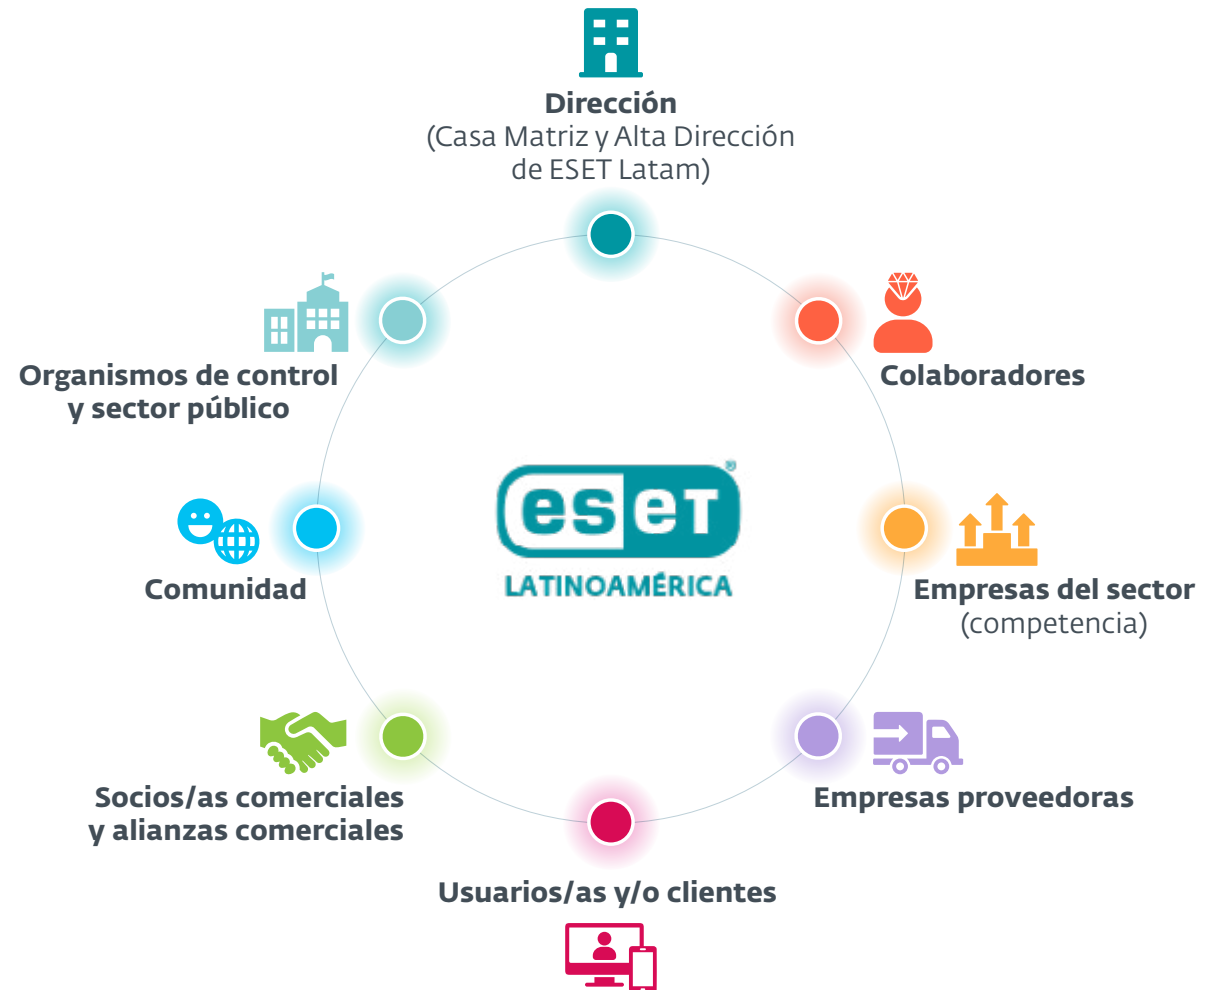 Dirección
(Casa Matriz y Alta Dirección
de ESET Latam)
Organismos de control
y sector público
Colaboradores
eseT®
LATINOAMÉRICA
Comunidad
Empresas del sector
(competencia)
Socios/as comerciales
y alianzas comerciales
Empresas proveedoras
Usuarios/as y/o clientes